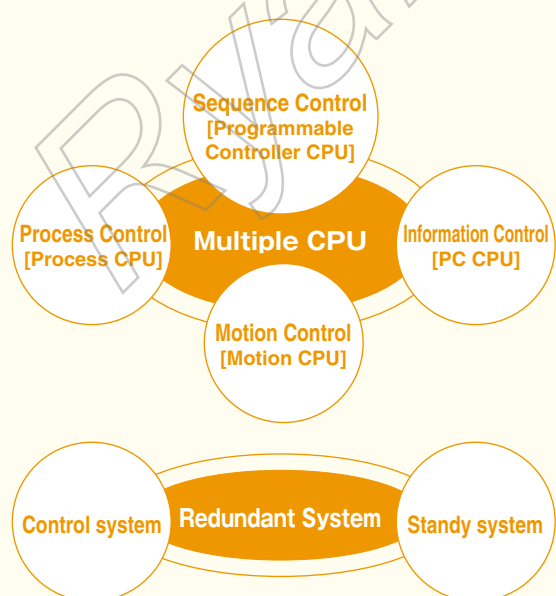 Sequence Control
[Programmable
Controller CPU]
Process Control
[Process CPU]
Multiple CPU
Information Control
[PC CPU]
Motion Control
[Motion CPU]
Control system
Redundant System
Standy system